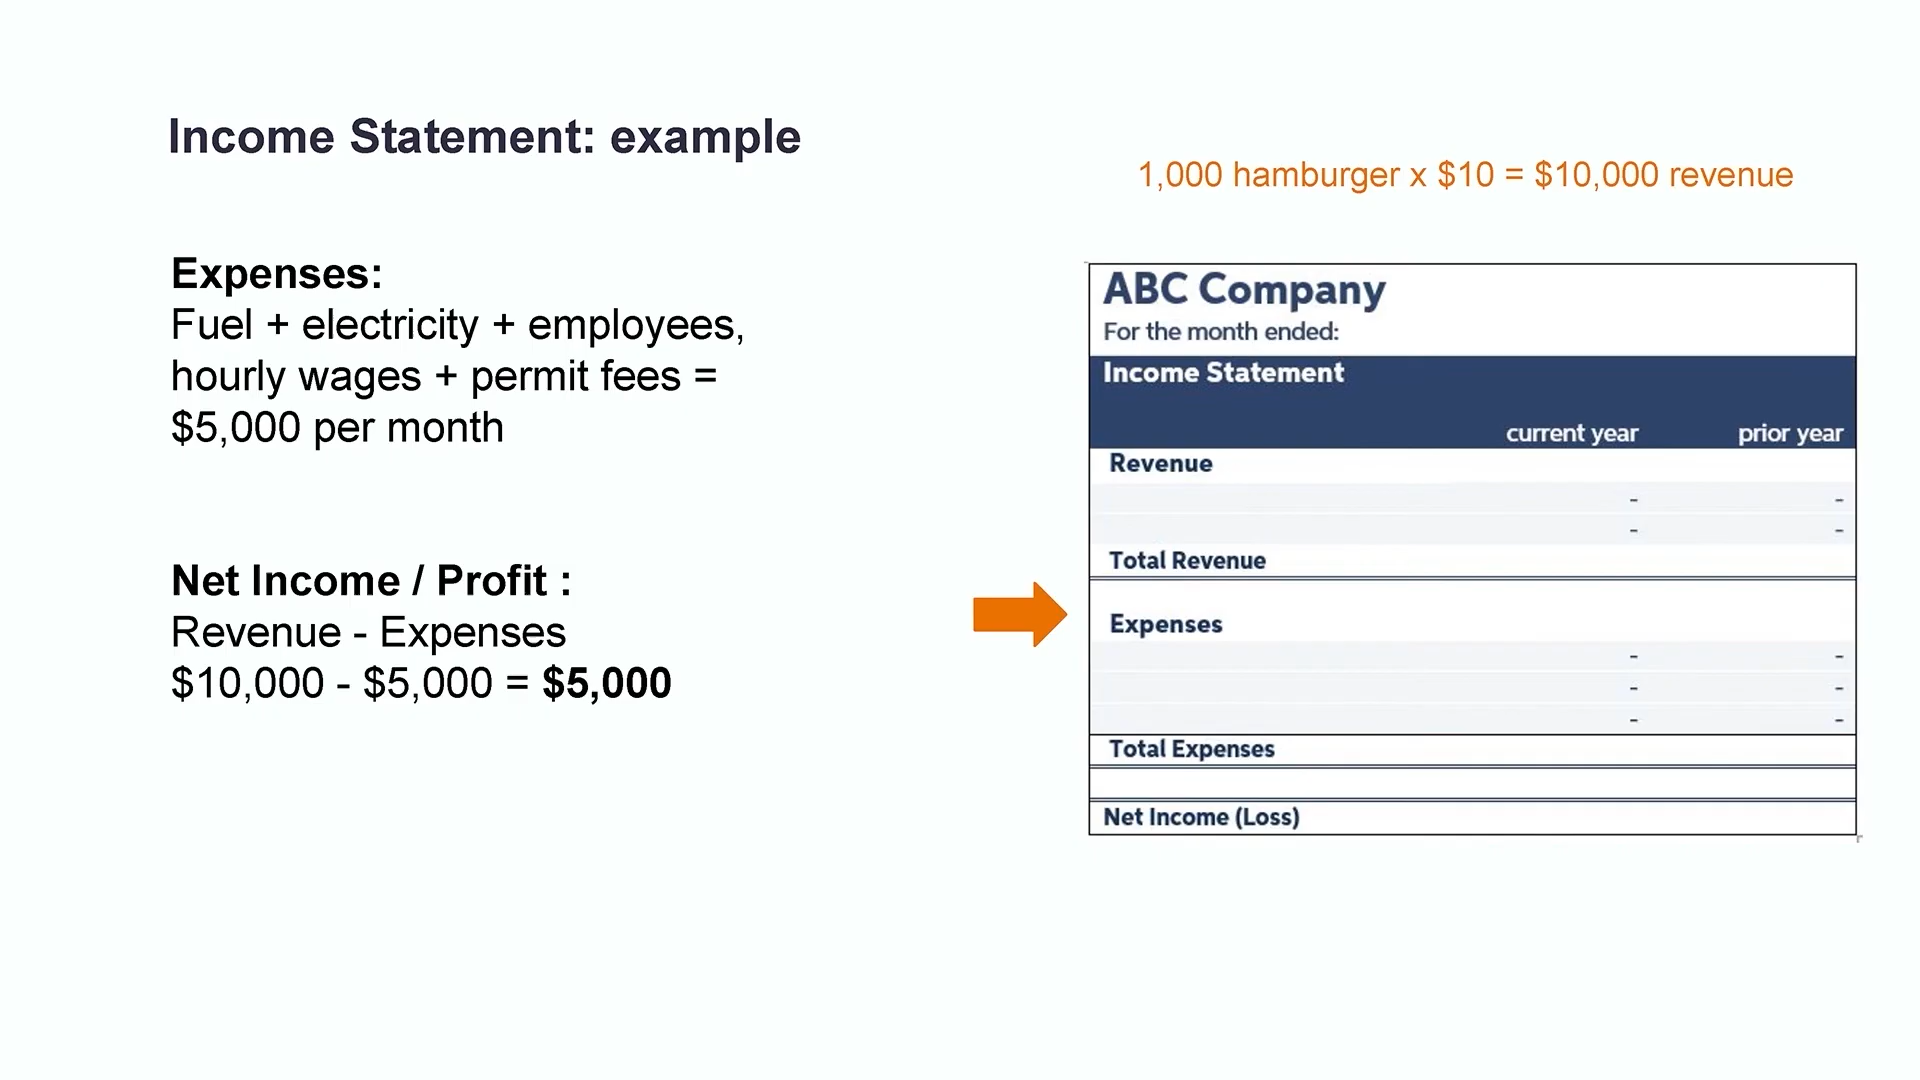 Income Statement: example
1,000 hamburger x $10 = $10,000 revenue
Expenses:
Fuel + electricity + employees,
hourly wages + permit fees =
$5,000 per month
Net Income / Profit :
Revenue - Expenses
$10,000 - $5,000 = $5,000
ABC Company
For the month ended:
Income Statement
current year prior year
Revenue
- -
- -
Total Revenue
Expenses
- -
- -
- -
Total Expenses
Net Income (Loss)